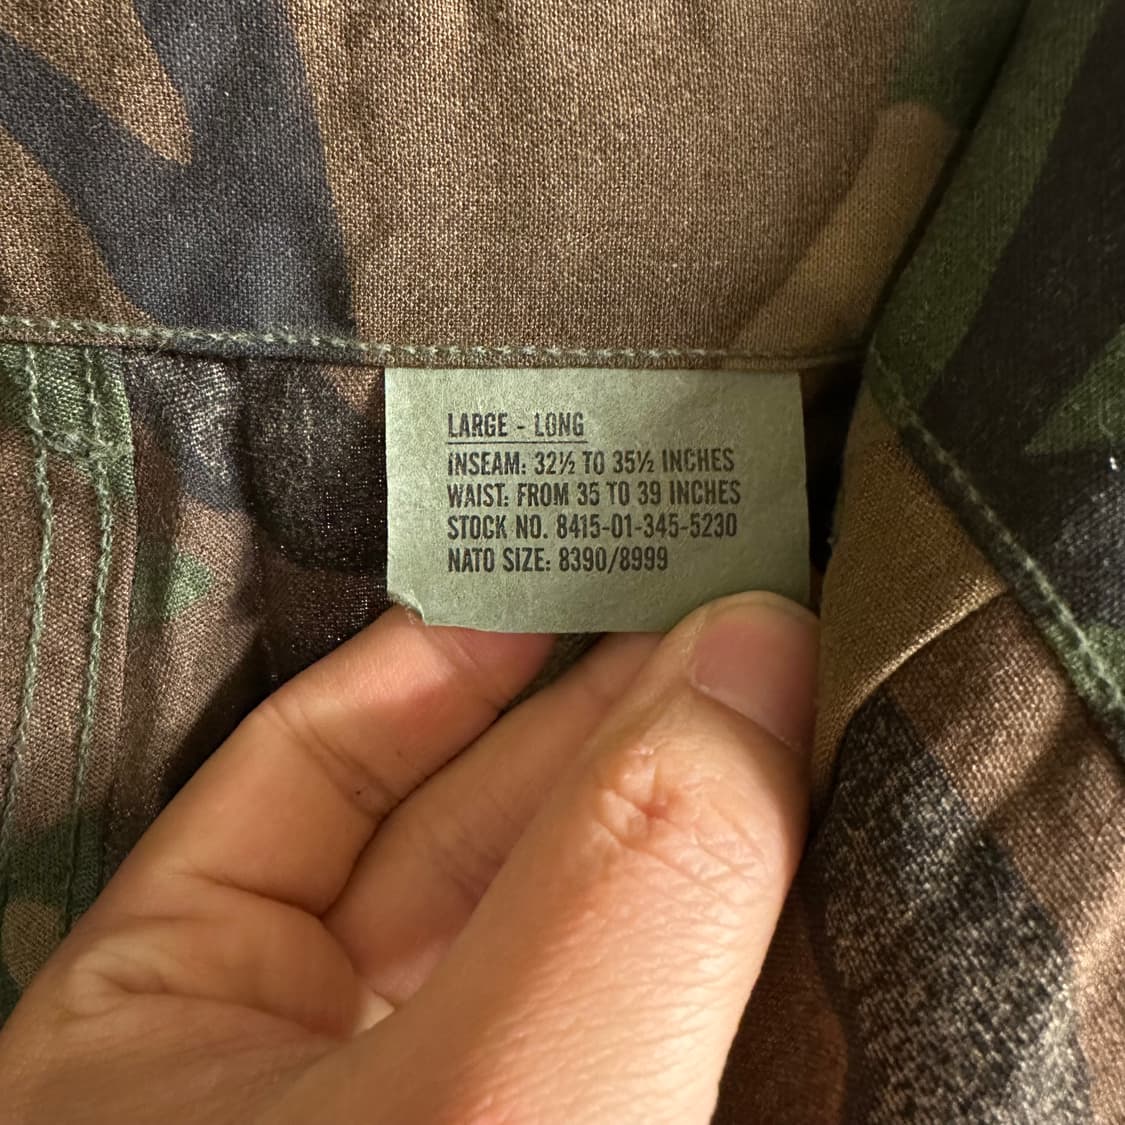 LARGE - LONG
INSEAM: 32½ TO 35½ INCHES
WAIST: FROM 35 TO 39 INCHES
STOCK NO. 8415-01-345-5230
NATO SIZE: 8390/8999